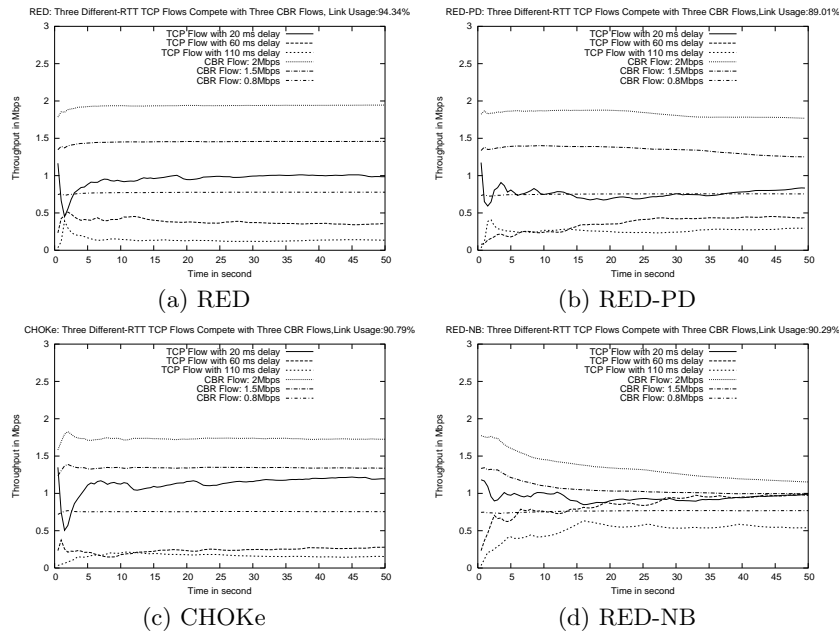 RED: Three Different-RTT TCP Flows Compete with Three CBR Flows, Link Usage:94.34%
3
2.5
2
1.5
1
0.5
0
Throughput in Mbps
TCP Flow with 20 ms delay
TCP Flow with 60 ms delay
TCP Flow with 110 ms delay
CBR Flow: 2Mbps
CBR Flow: 1.5Mbps
CBR Flow: 0.8Mbps
0 5 10 15 20 25 30 35 40 45 50
Time in second
(a) RED
RED-PD: Three Different-RTT TCP Flows Compete with Three CBR Flows,Link Usage:89.01%
3
2.5
2
1.5
1
0.5
0
Throughput in Mbps
TCP Flow with 20 ms delay
TCP Flow with 60 ms delay
TCP Flow with 110 ms delay
CBR Flow: 2Mbps
CBR Flow: 1.5Mbps
CBR Flow: 0.8Mbps
0 5 10 15 20 25 30 35 40 45 50
Time in second
(b) RED-PD
CHOKe: Three Different-RTT TCP Flows Compete with Three CBR Flows,Link Usage:90.79%
3
2.5
2
1.5
1
0.5
0
Throughput in Mbps
TCP Flow with 20 ms delay
TCP Flow with 60 ms delay
TCP Flow with 110 ms delay
CBR Flow: 2Mbps
CBR Flow: 1.5Mbps
CBR Flow: 0.8Mbps
0 5 10 15 20 25 30 35 40 45 50
Time in second
(c) CHOKe
RED-NB: Three Different-RTT TCP Flows Compete with Three CBR Flows,Link Usage:90.29%
3
2.5
2
1.5
1
0.5
0
Throughput in Mbps
TCP Flow with 20 ms delay
TCP Flow with 60 ms delay
TCP Flow with 110 ms delay
CBR Flow: 2Mbps
CBR Flow: 1.5Mbps
CBR Flow: 0.8Mbps
0 5 10 15 20 25 30 35 40 45 50
Time in second
(d) RED-NB